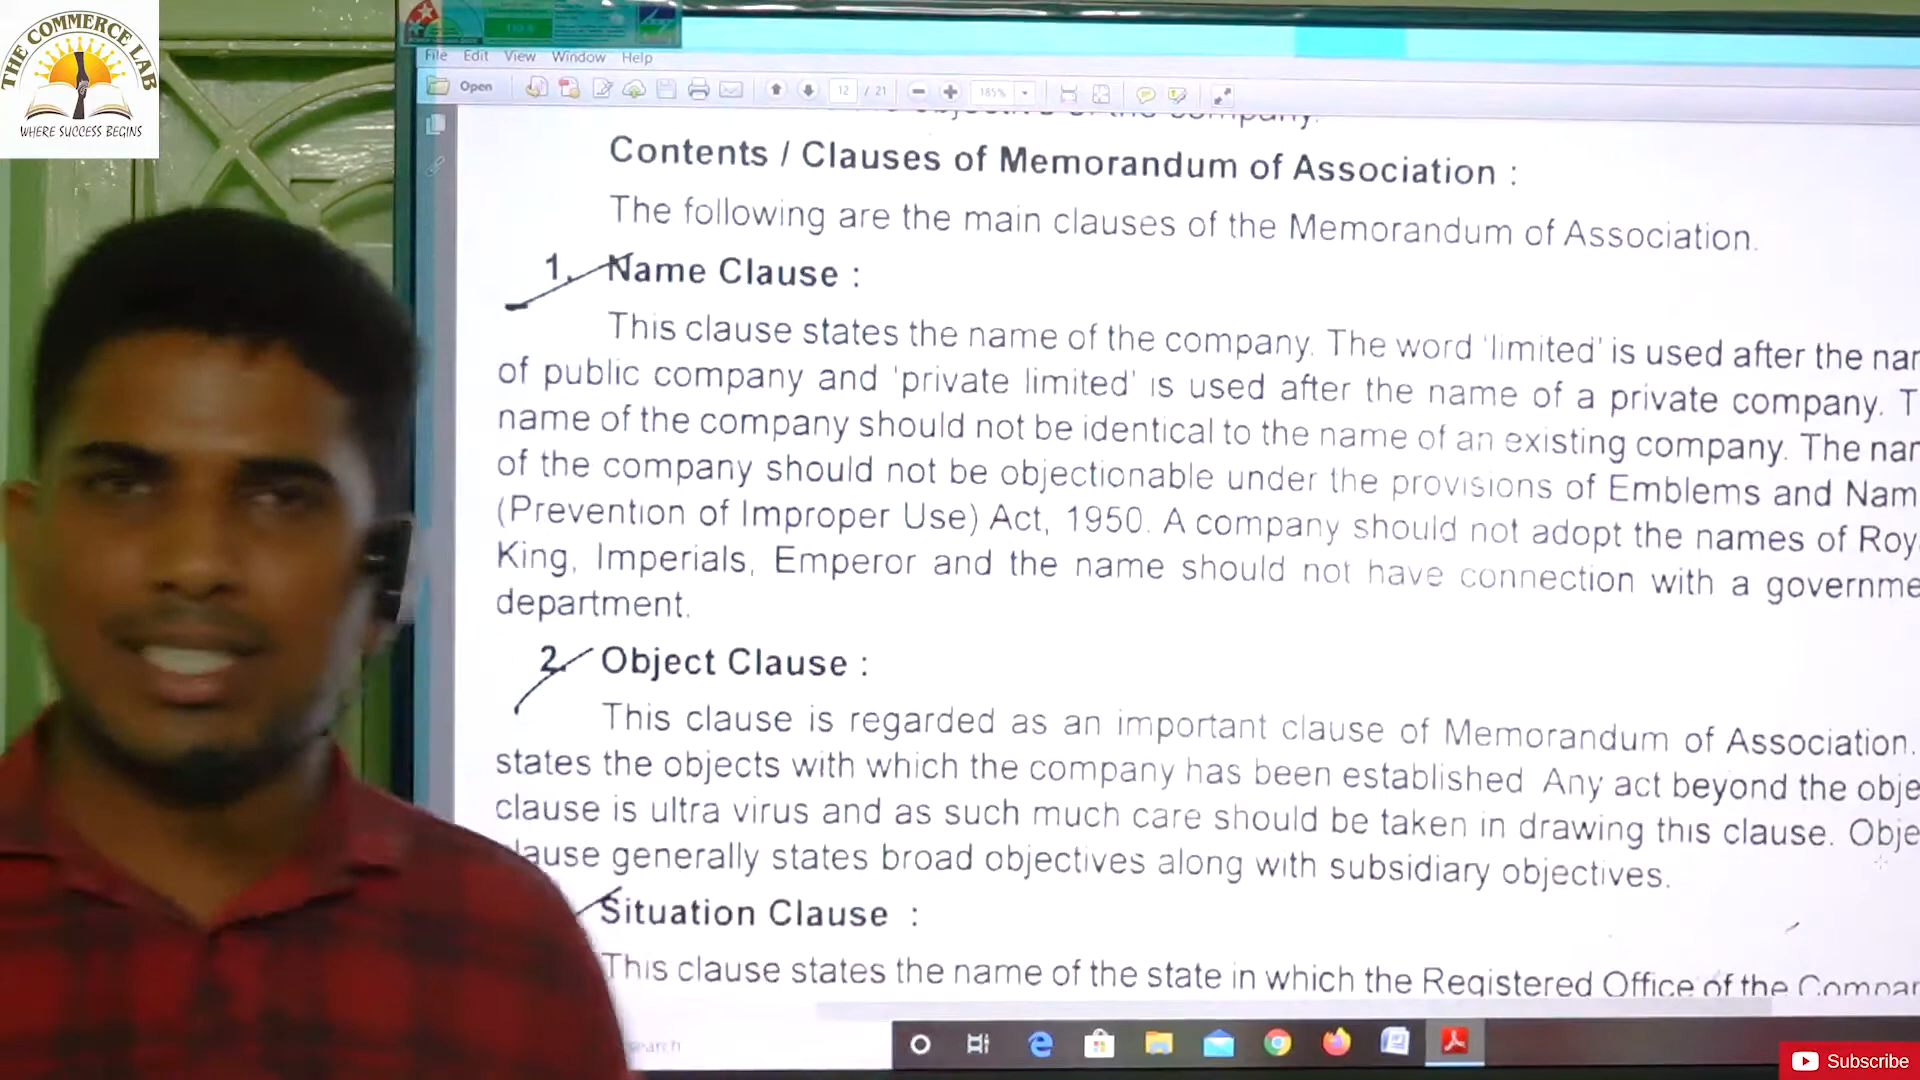 THE COMMERCE LAB
WHERE SUCCESS BEGINS
File Edit View Window Help
Open 12 / 21 185%
objective of the company.
Contents / Clauses of Memorandum of Association :
The following are the main clauses of the Memorandum of Association.
1. Name Clause :
This clause states the name of the company. The word 'limited' is used after the nam
of public company and 'private limited' is used after the name of a private company. T
name of the company should not be identical to the name of an existing company. The nam
of the company should not be objectionable under the provisions of Emblems and Nam
(Prevention of Improper Use) Act, 1950. A company should not adopt the names of Roy
King, Imperials, Emperor and the name should not have connection with a governme
department.
2. Object Clause :
This clause is regarded as an important clause of Memorandum of Association.
states the objects with which the company has been established Any act beyond the obje
clause is ultra virus and as such much care should be taken in drawing this clause. Obje
clause generally states broad objectives along with subsidiary objectives.
Situation Clause :
This clause states the name of the state in which the Registered Office of the Compan
search
Subscribe